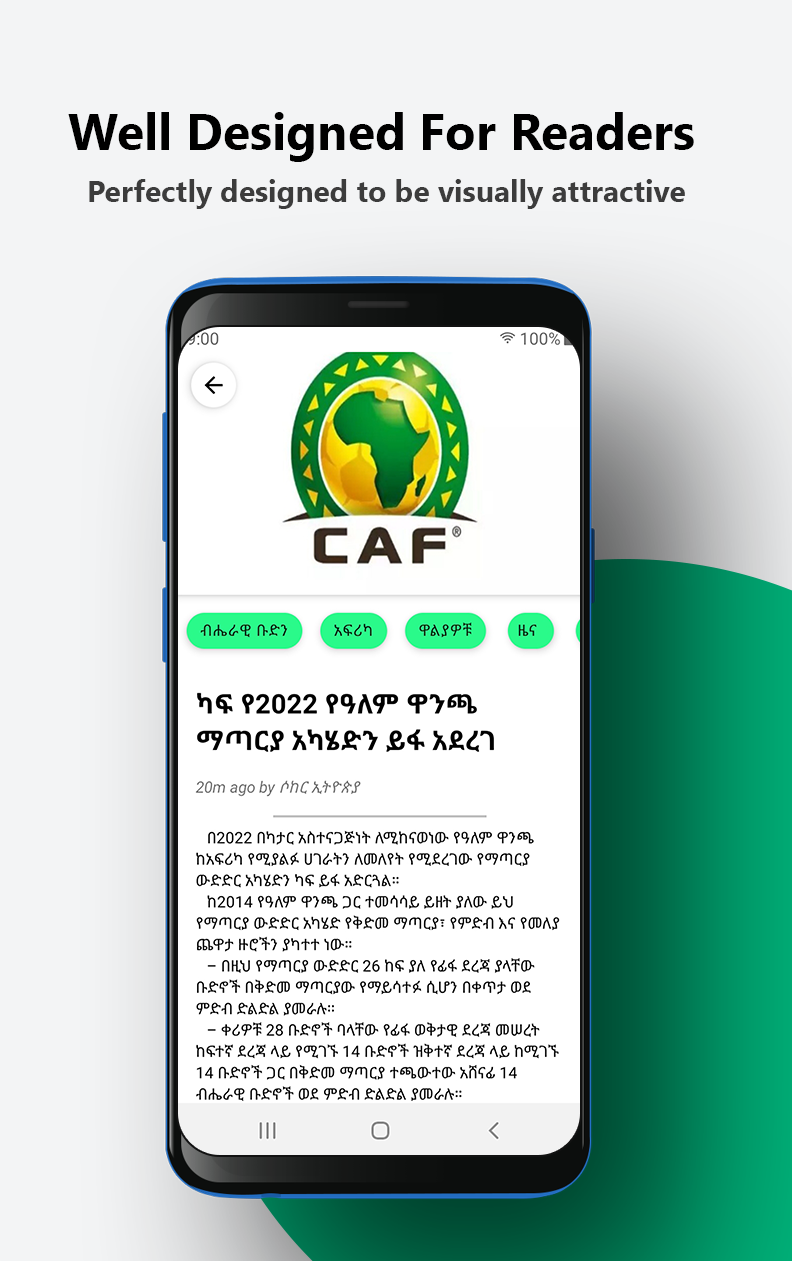 Well Designed For Readers
Perfectly designed to be visually attractive
9:00 100%
CAF®
ብሔራዊ ቡድን አፍሪካ ዋልያዎቹ ዜና
ካፍ የ2022 የዓለም ዋንጫ
ማጣርያ አካሄድን ይፋ አደረገ
20m ago by ሶከር ኢትዮጵያ
በ2022 በካታር አስተናጋጅነት ለሚከናወነው የዓለም ዋንጫ
ከአፍሪካ የሚያልፉ ሀገራትን ለመለየት የሚደረገው የማጣርያ
ውድድር አካሄድን ካፍ ይፋ አድርጓል።
ከ2014 የዓለም ዋንጫ ጋር ተመሳሳይ ይዘት ያለው ይህ
የማጣርያ ውድድር አካሄድ የቅድመ ማጣርያ፣ የምድብ እና የመለያ
ጨዋታ ዙሮችን ያካተተ ነው።
– በዚህ የማጣርያ ውድድር 26 ከፍ ያለ የፊፋ ደረጃ ያላቸው
ቡድኖች በቅድመ ማጣርያው የማይሳተፉ ሲሆን በቀጥታ ወደ
ምድብ ድልድል ያመራሉ።
– ቀሪዎቹ 28 ቡድኖች ባላቸው የፊፋ ወቅታዊ ደረጃ መሠረት
ከፍተኛ ደረጃ ላይ የሚገኙ 14 ቡድኖች ዝቅተኛ ደረጃ ላይ ከሚገኙ
14 ቡድኖች ጋር በቅድመ ማጣርያ ተጫውተው አሸናፊ 14
ብሔራዊ ቡድኖች ወደ ምድብ ድልድል ያመራሉ።